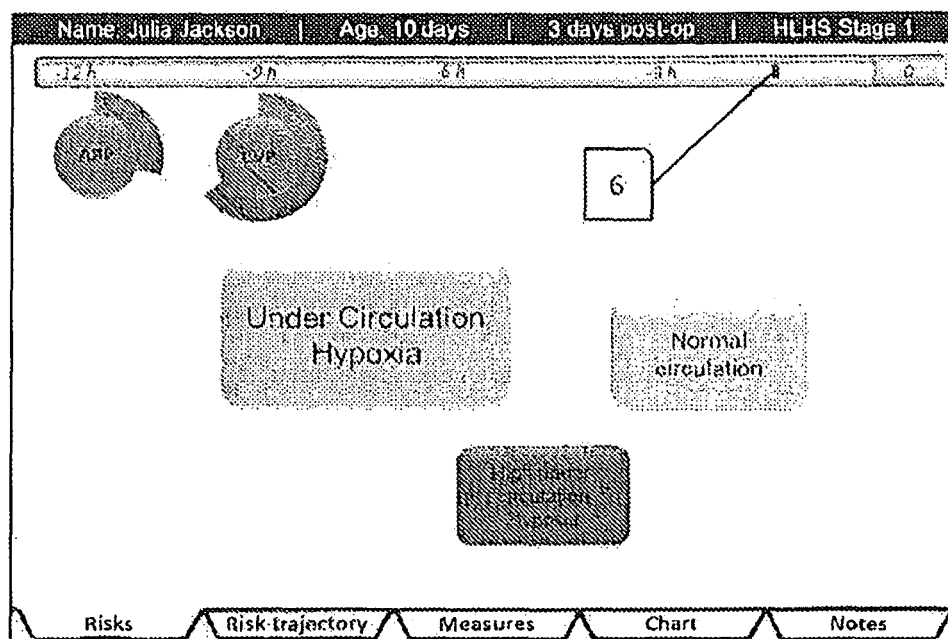 Name. Julia Jackson | Age. 10 days | 3 days post-op | HLHS Stage 1
-12 h -9 h -6 h -3 h 0
6
Under Circulation
Hypoxia
Normal
circulation
circulation
Risks Risk trajectory Measures Chart Notes